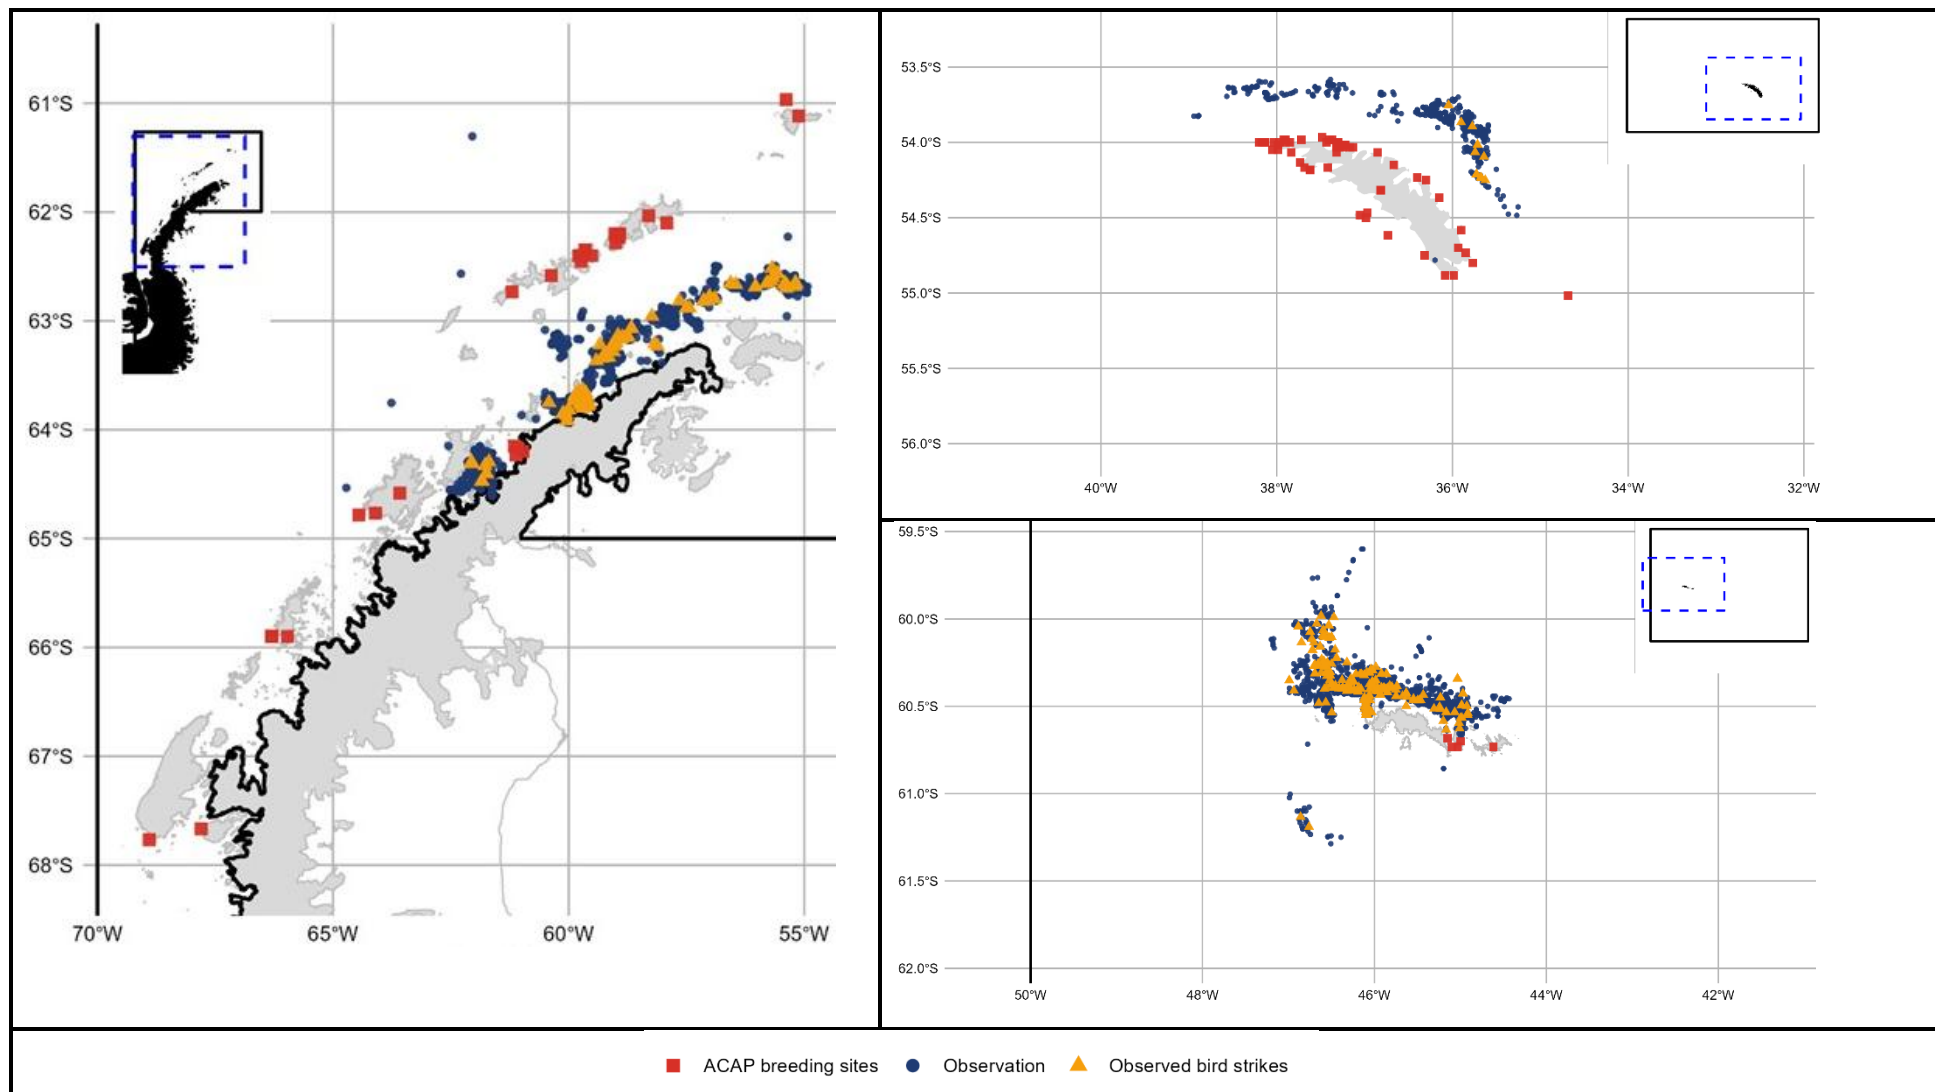 61°S
62°S
63°S
64°S
65°S
66°S
67°S
68°S
70°W 65°W 60°W 55°W
53.5°S
54.0°S
54.5°S
55.0°S
55.5°S
56.0°S
40°W 38°W 36°W 34°W 32°W
59.5°S
60.0°S
60.5°S
61.0°S
61.5°S
62.0°S
50°W 48°W 46°W 44°W 42°W
ACAP breeding sites Observation Observed bird strikes